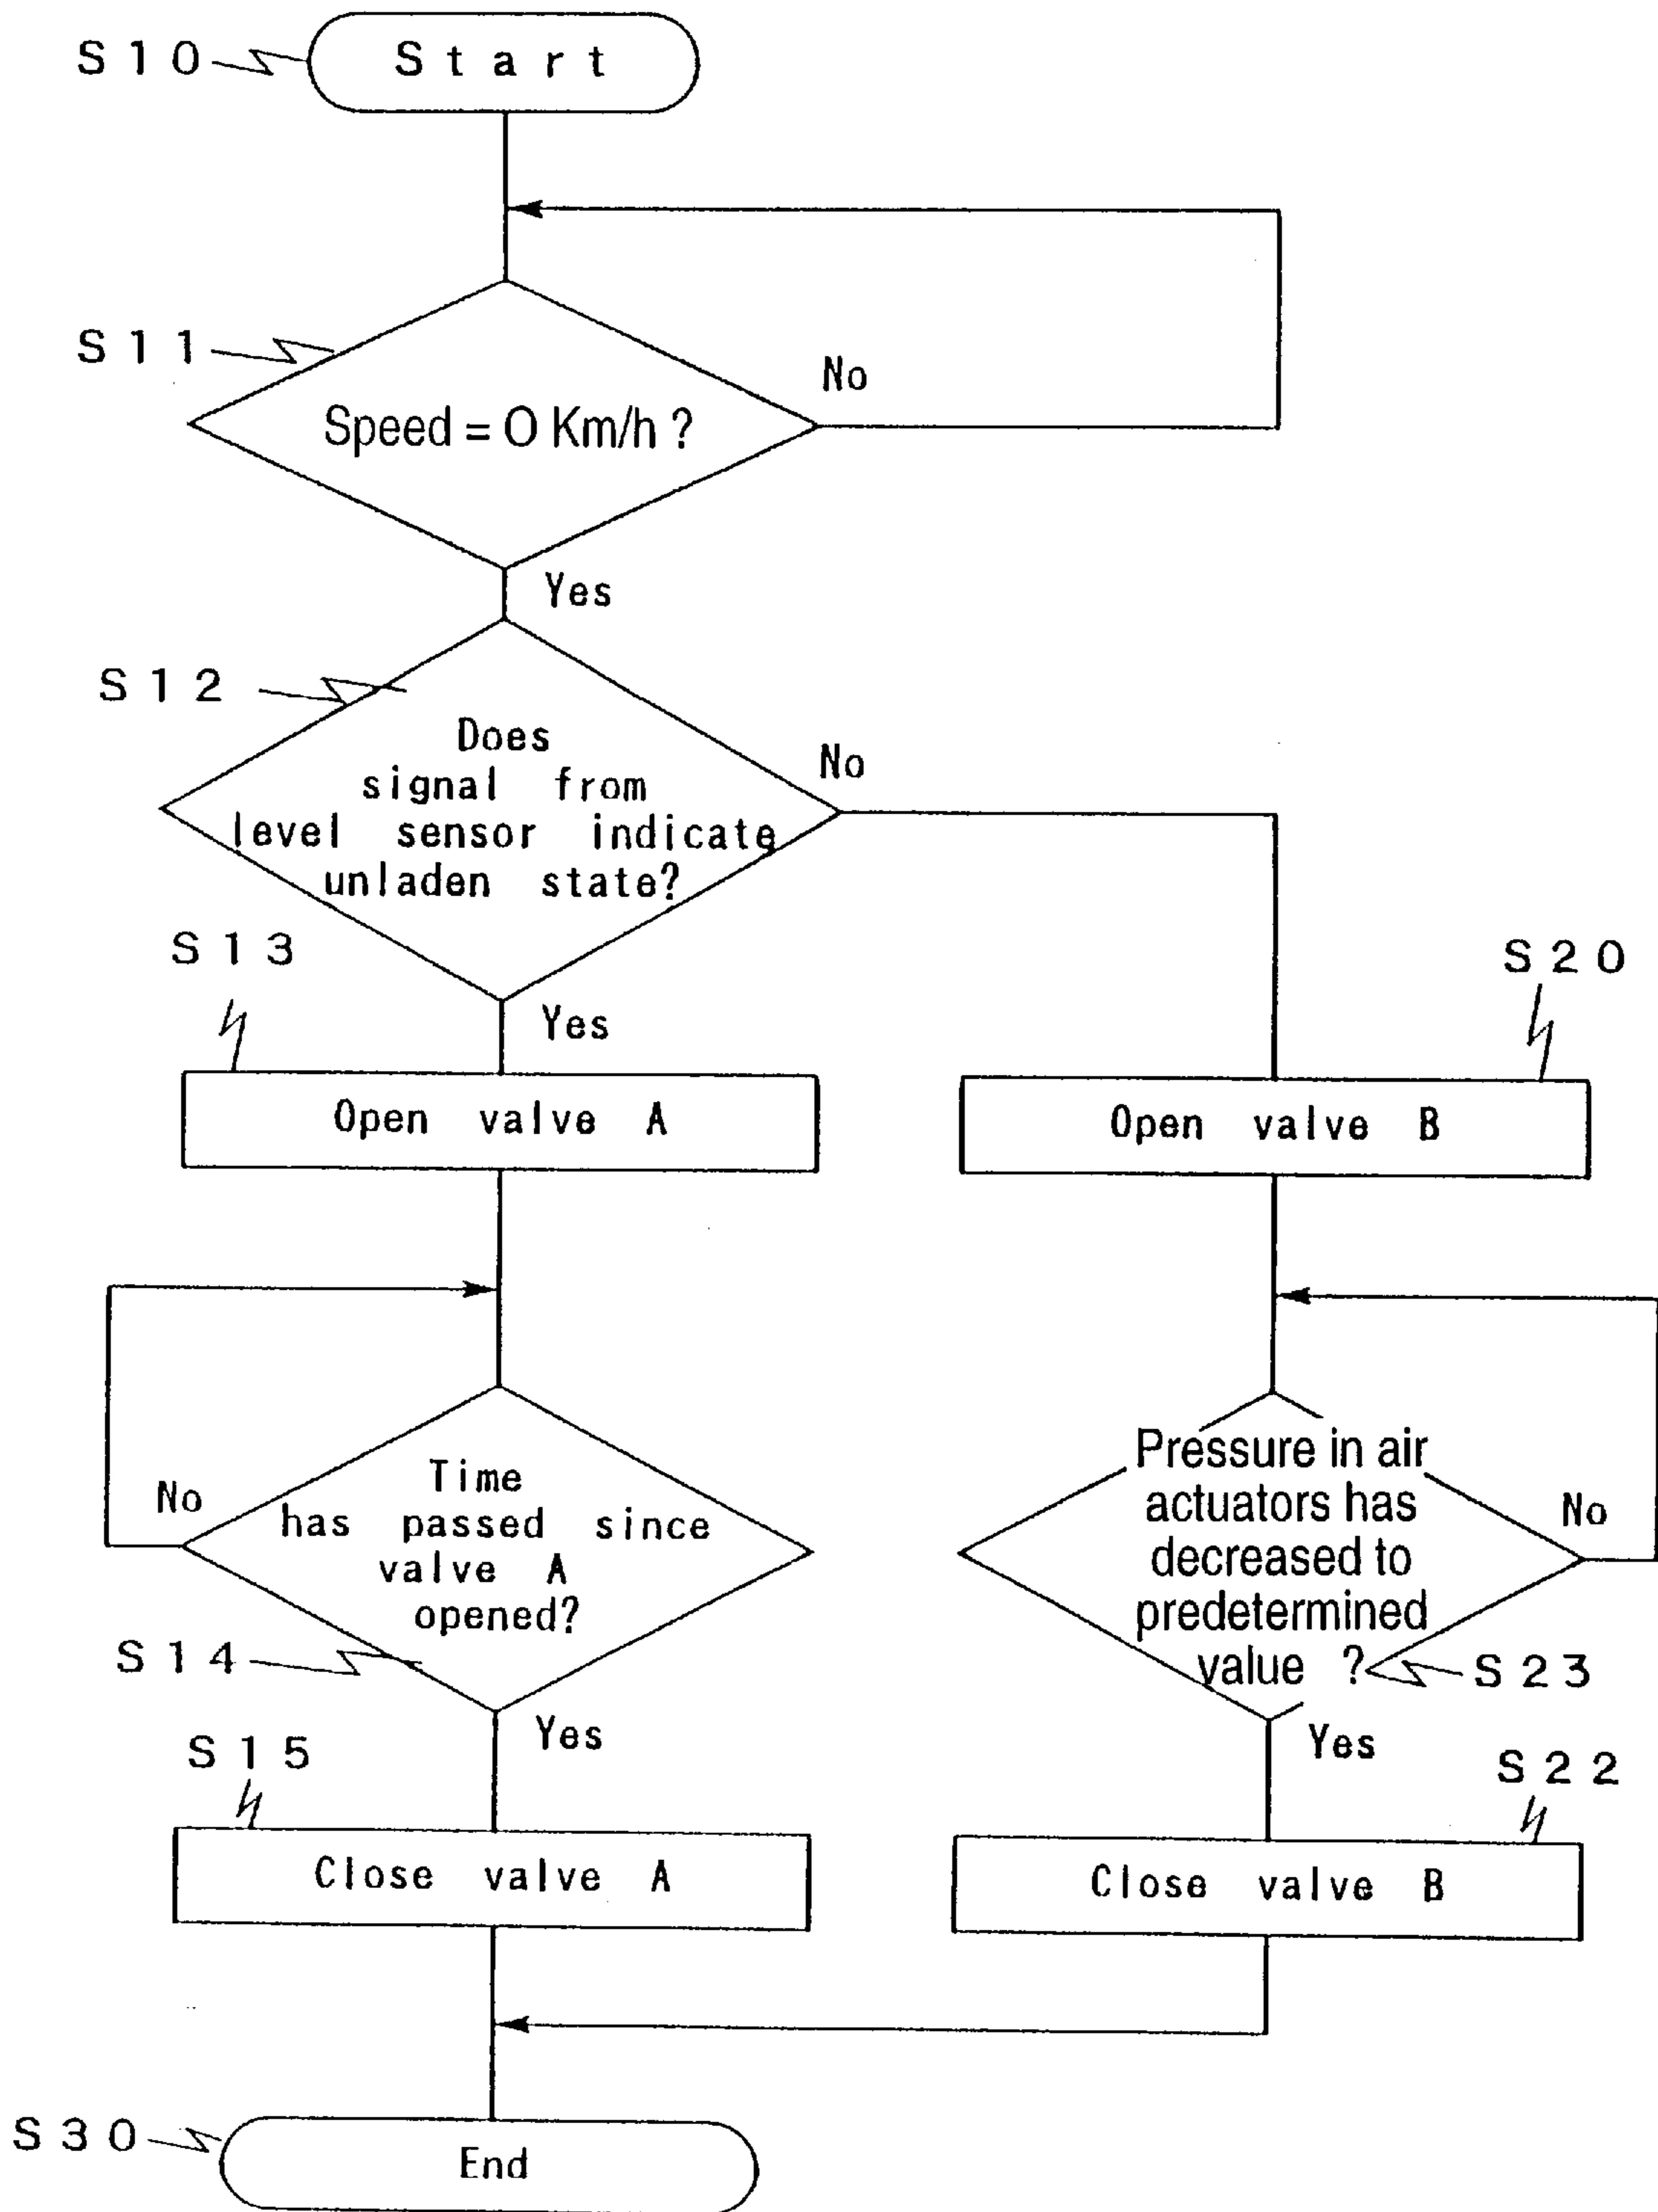 S10
Start
S11
No
Speed = 0 Km/h ?
Yes
S12
Does
signal from
level sensor indicate
unladen state?
No
S13
Yes
S20
Open valve A
Open valve B
No
Time
has passed since
valve A
opened?
S14
Pressure in air
actuators has
decreased to
predetermined
value ?
No
S23
Yes
Yes
S15
S22
Close valve A
Close valve B
S30
End